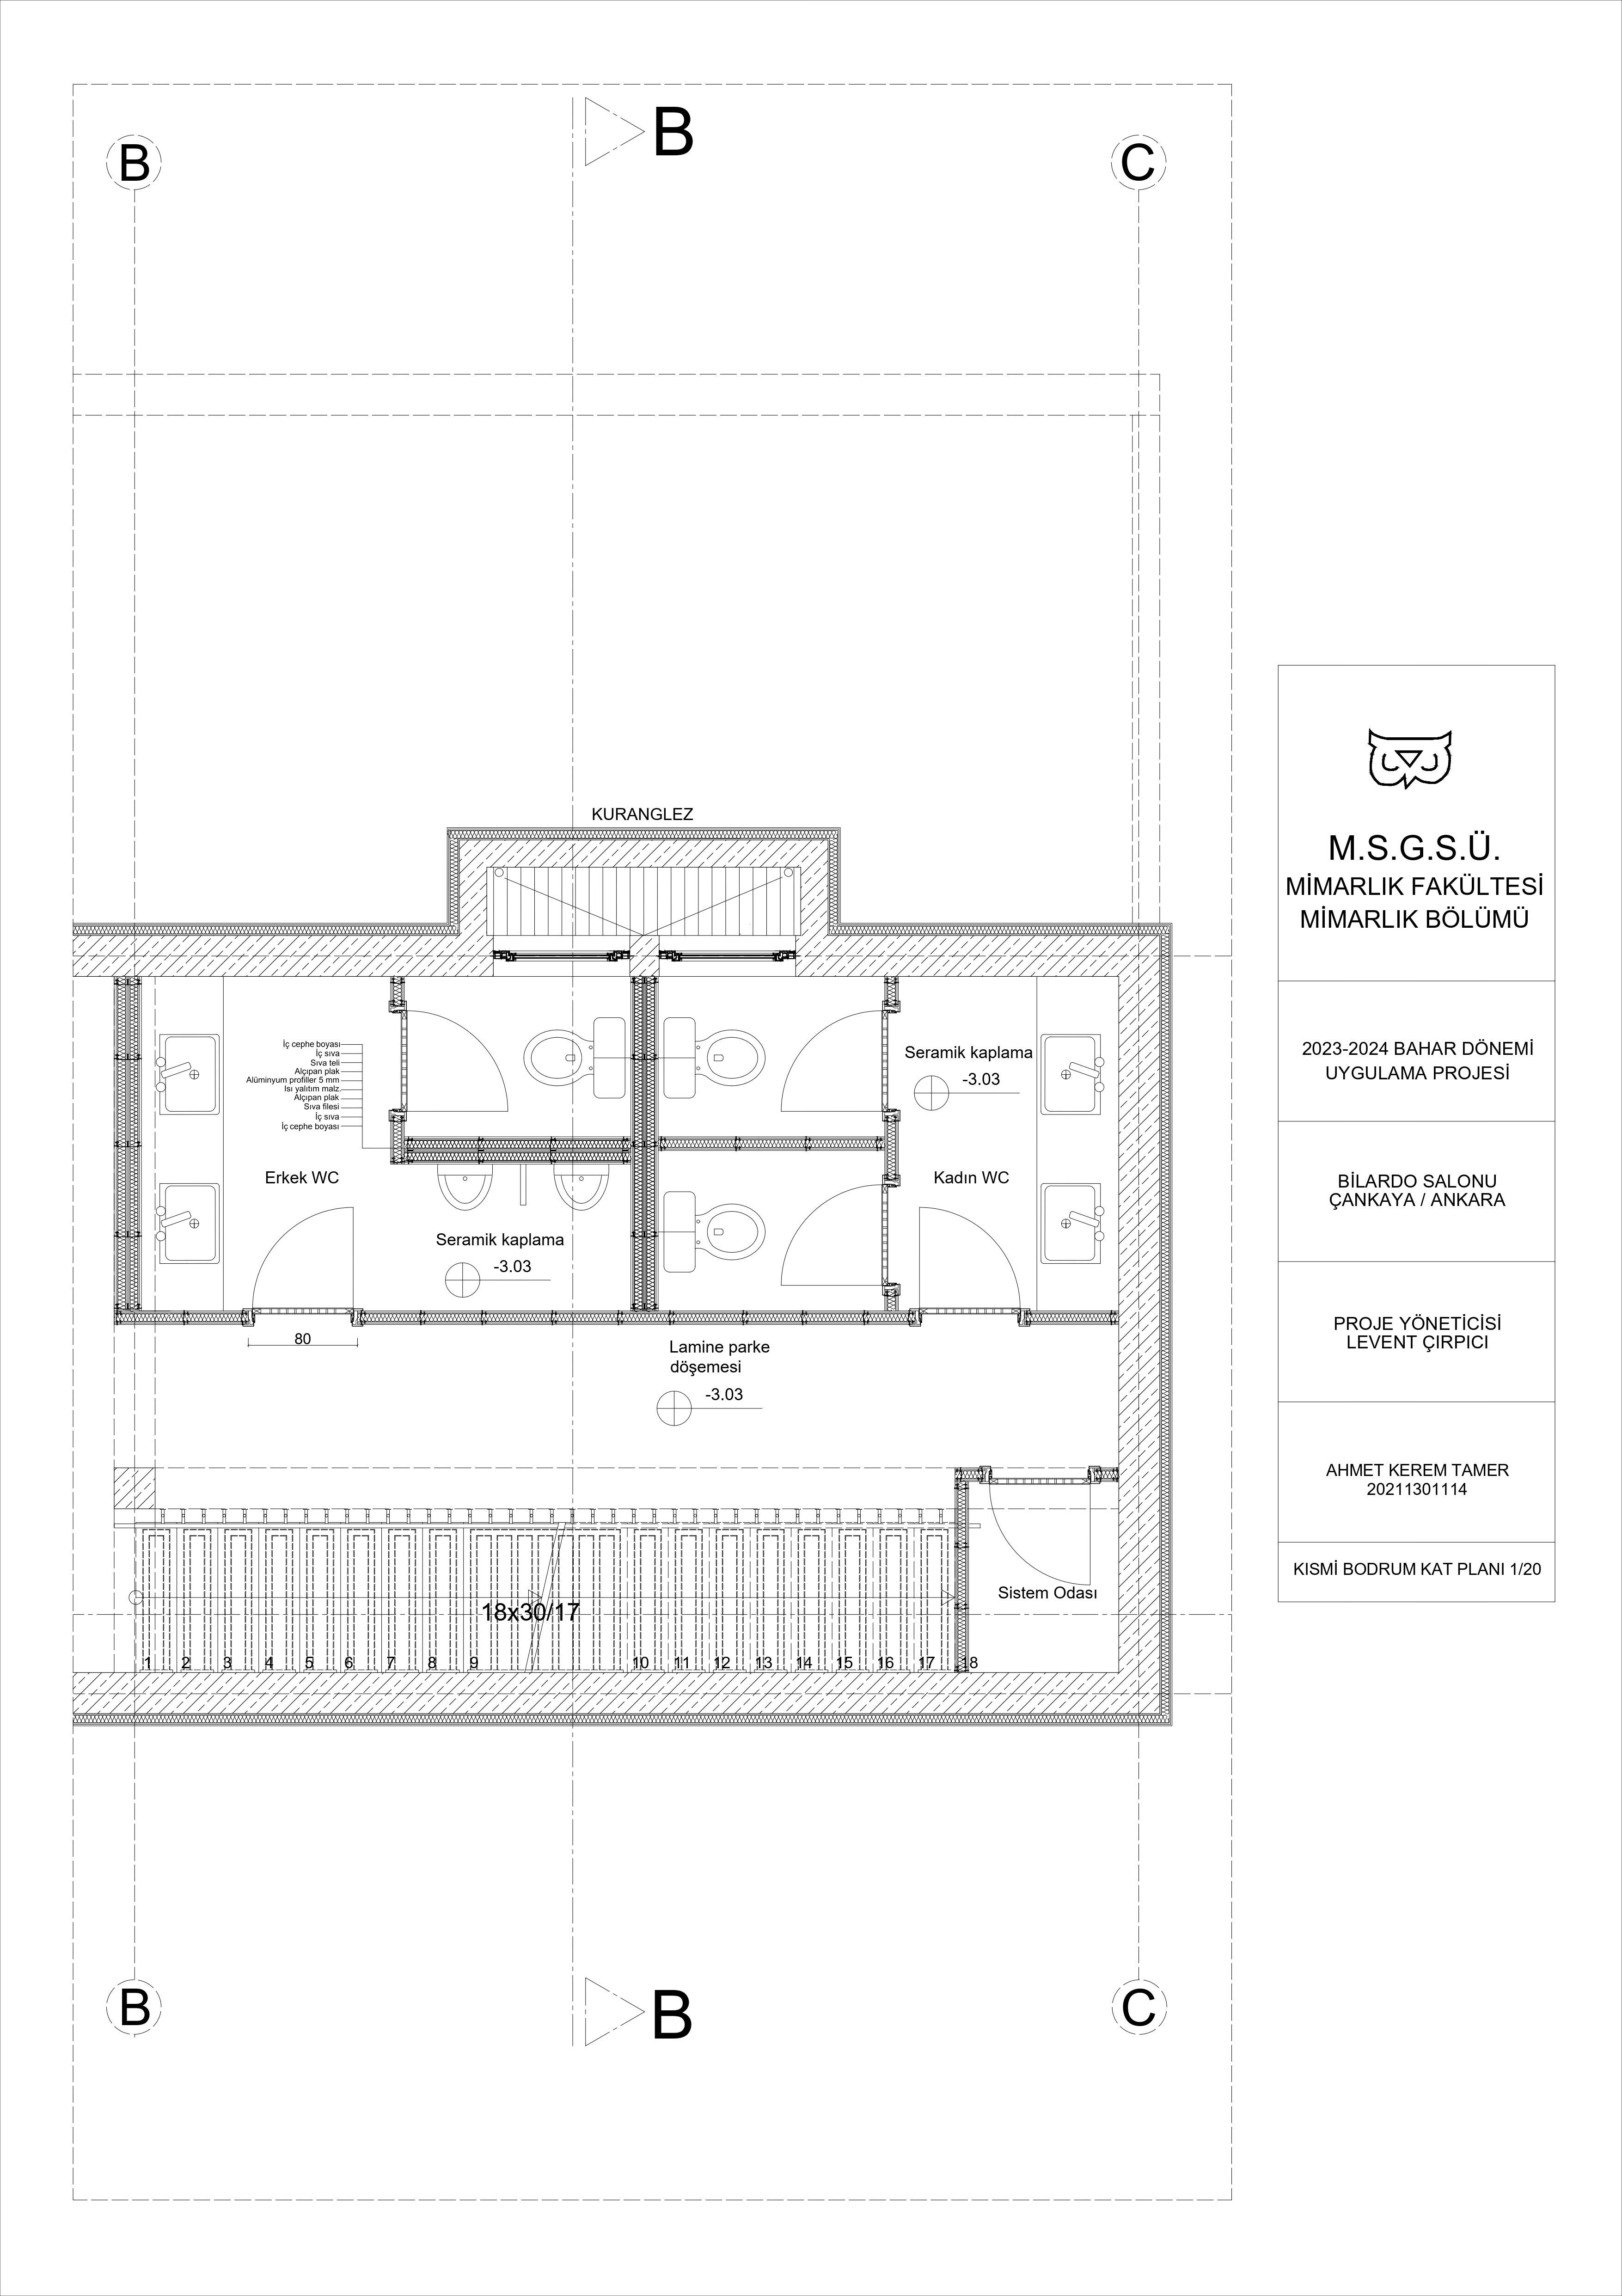 B
B
C
KURANGLEZ
İç cephe boyası
İç sıva
Sıva teli
Alçıpan plak
Alüminyum profiller 5 mm
Isı yalıtım malz.
Alçıpan plak
Sıva filesi
İç sıva
İç cephe boyası
Seramik kaplama
-3.03
Erkek WC
Kadın WC
Seramik kaplama
-3.03
80
Lamine parke
döşemesi
-3.03
Sistem Odası
18x30/17
1 2 3 4 5 6 7 8 9 10 11 12 13 14 15 16 17 18
B
B
C
M.S.G.S.Ü.
MİMARLIK FAKÜLTESİ
MİMARLIK BÖLÜMÜ
2023-2024 BAHAR DÖNEMİ
UYGULAMA PROJESİ
BİLARDO SALONU
ÇANKAYA / ANKARA
PROJE YÖNETİCİSİ
LEVENT ÇIRPICI
AHMET KEREM TAMER
20211301114
KISMİ BODRUM KAT PLANI 1/20